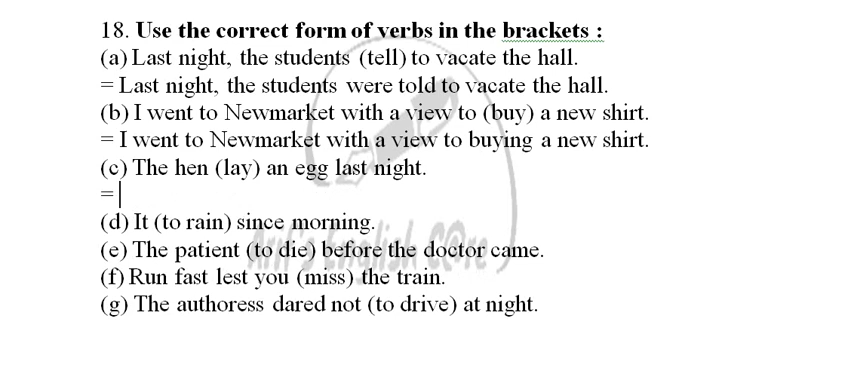 18. Use the correct form of verbs in the brackets :
(a) Last night, the students (tell) to vacate the hall.
= Last night, the students were told to vacate the hall.
(b) I went to Newmarket with a view to (buy) a new shirt.
= I went to Newmarket with a view to buying a new shirt.
(c) The hen (lay) an egg last night.
=
(d) It (to rain) since morning.
(e) The patient (to die) before the doctor came.
(f) Run fast lest you (miss) the train.
(g) The authoress dared not (to drive) at night.
Arif's English C@re